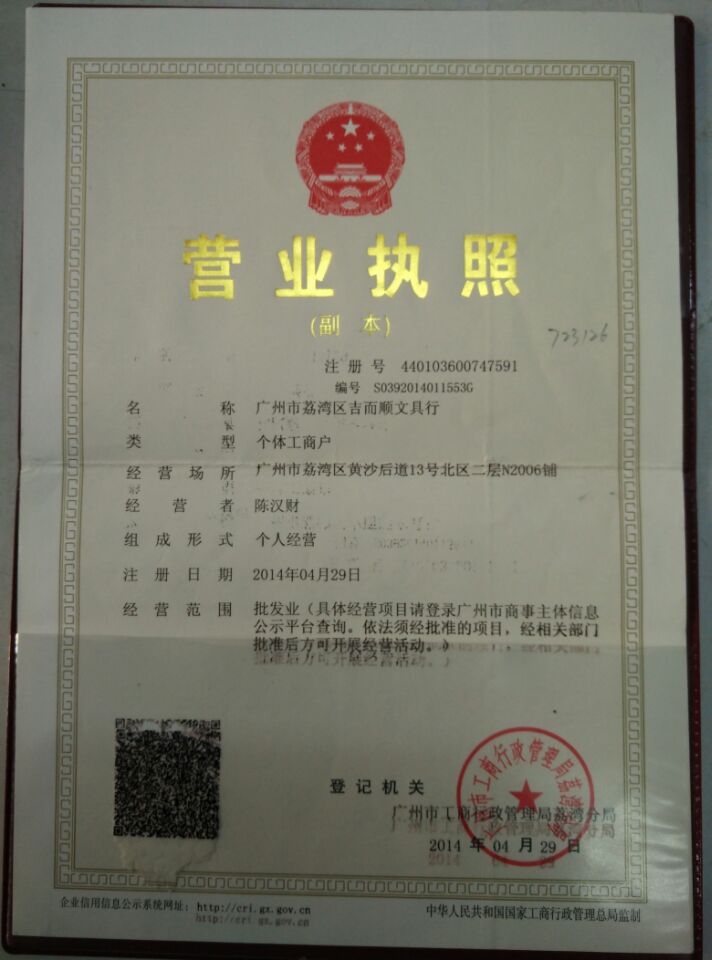 营业执照
(副 本)
723126
注 册 号 440103600747591
编号 S0392014011553G
名 称 广州市荔湾区吉而顺文具行
类 型 个体工商户
经 营 场 所 广州市荔湾区黄沙后道13号北区二层N2006铺
经 营 者 陈汉财
组 成 形 式 个人经营
注 册 日 期 2014年04月29日
经 营 范 围 批发业（具体经营项目请登录广州市商事主体信息
公示平台查询。依法须经批准的项目，经相关部门
批准后方可开展经营活动。）
登 记 机 关
广州市工商行政管理局荔湾分局
2014 年 04 月 29 日
企业信用信息公示系统网址： http://cri.gz.gov.cn
中华人民共和国国家工商行政管理总局监制